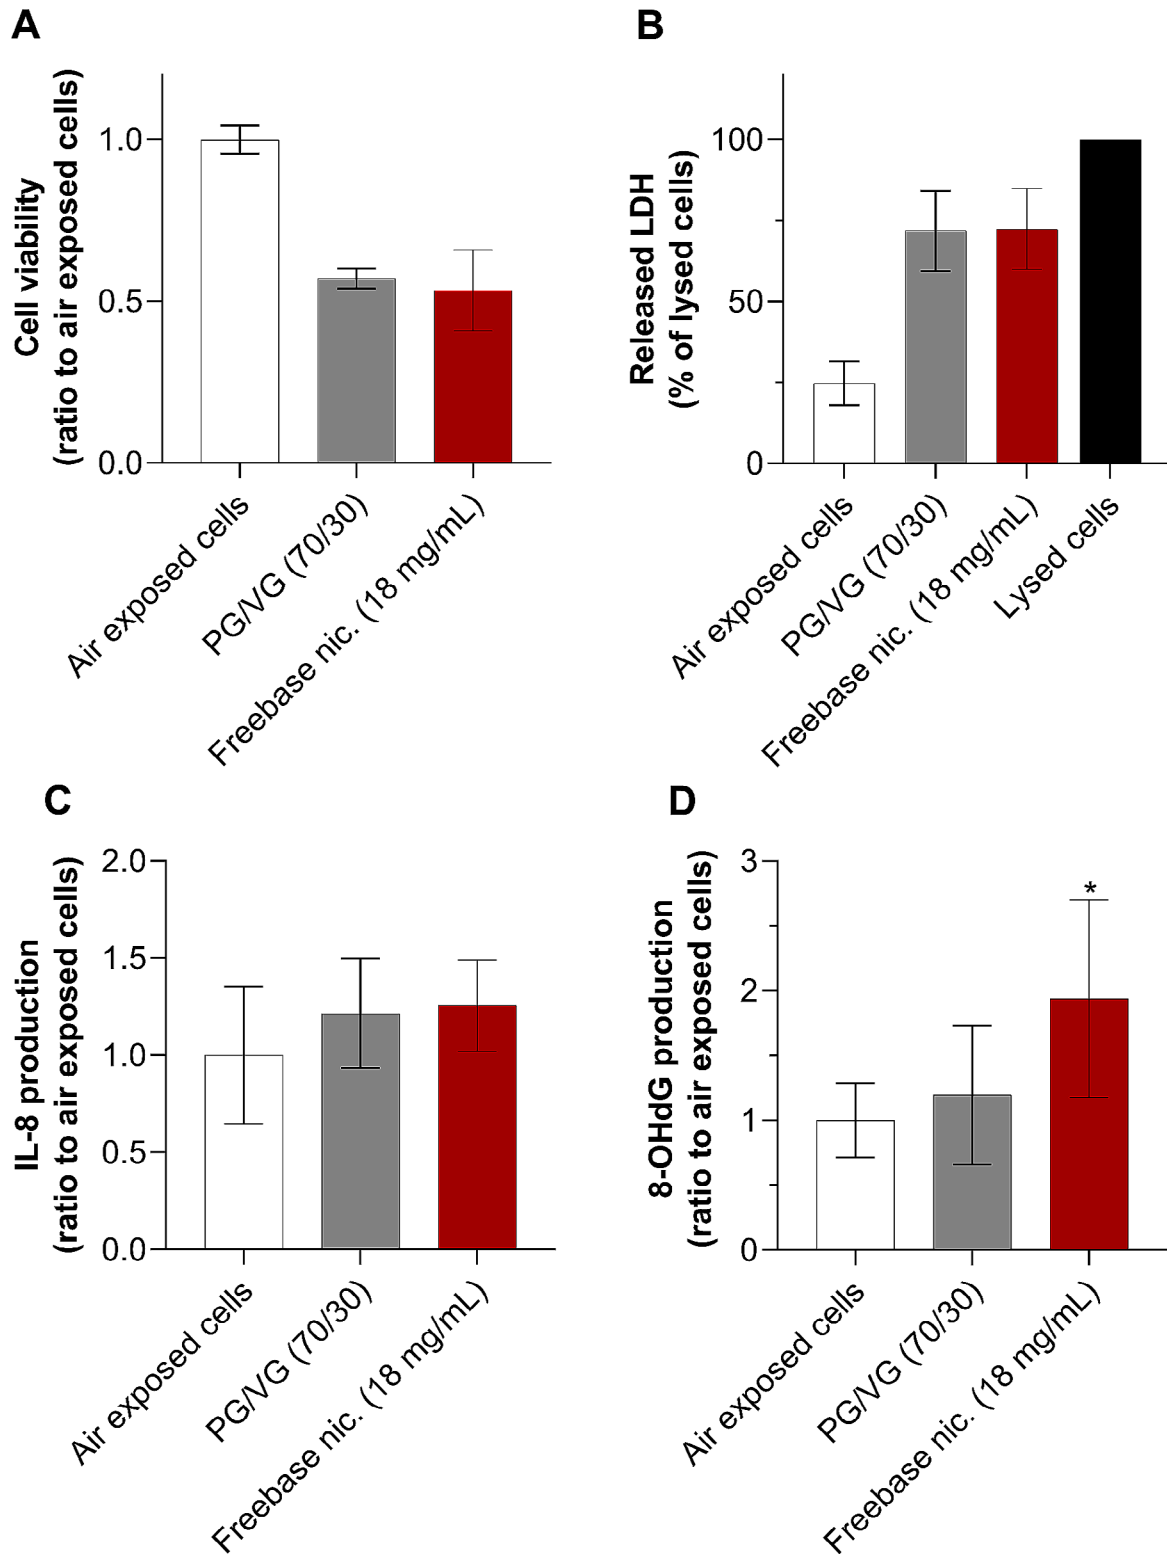 A
Cell viability
(ratio to air exposed cells)
1.0
0.5
0.0
Air exposed cells
PG/VG (70/30)
Freebase nic. (18 mg/mL)
B
Released LDH
(% of lysed cells)
100
50
0
Air exposed cells
PG/VG (70/30)
Freebase nic. (18 mg/mL)
Lysed cells
C
IL-8 production
(ratio to air exposed cells)
2.0
1.5
1.0
0.5
0.0
Air exposed cells
PG/VG (70/30)
Freebase nic. (18 mg/mL)
D
8-OHdG production
(ratio to air exposed cells)
3
2
1
0
*
Air exposed cells
PG/VG (70/30)
Freebase nic. (18 mg/mL)